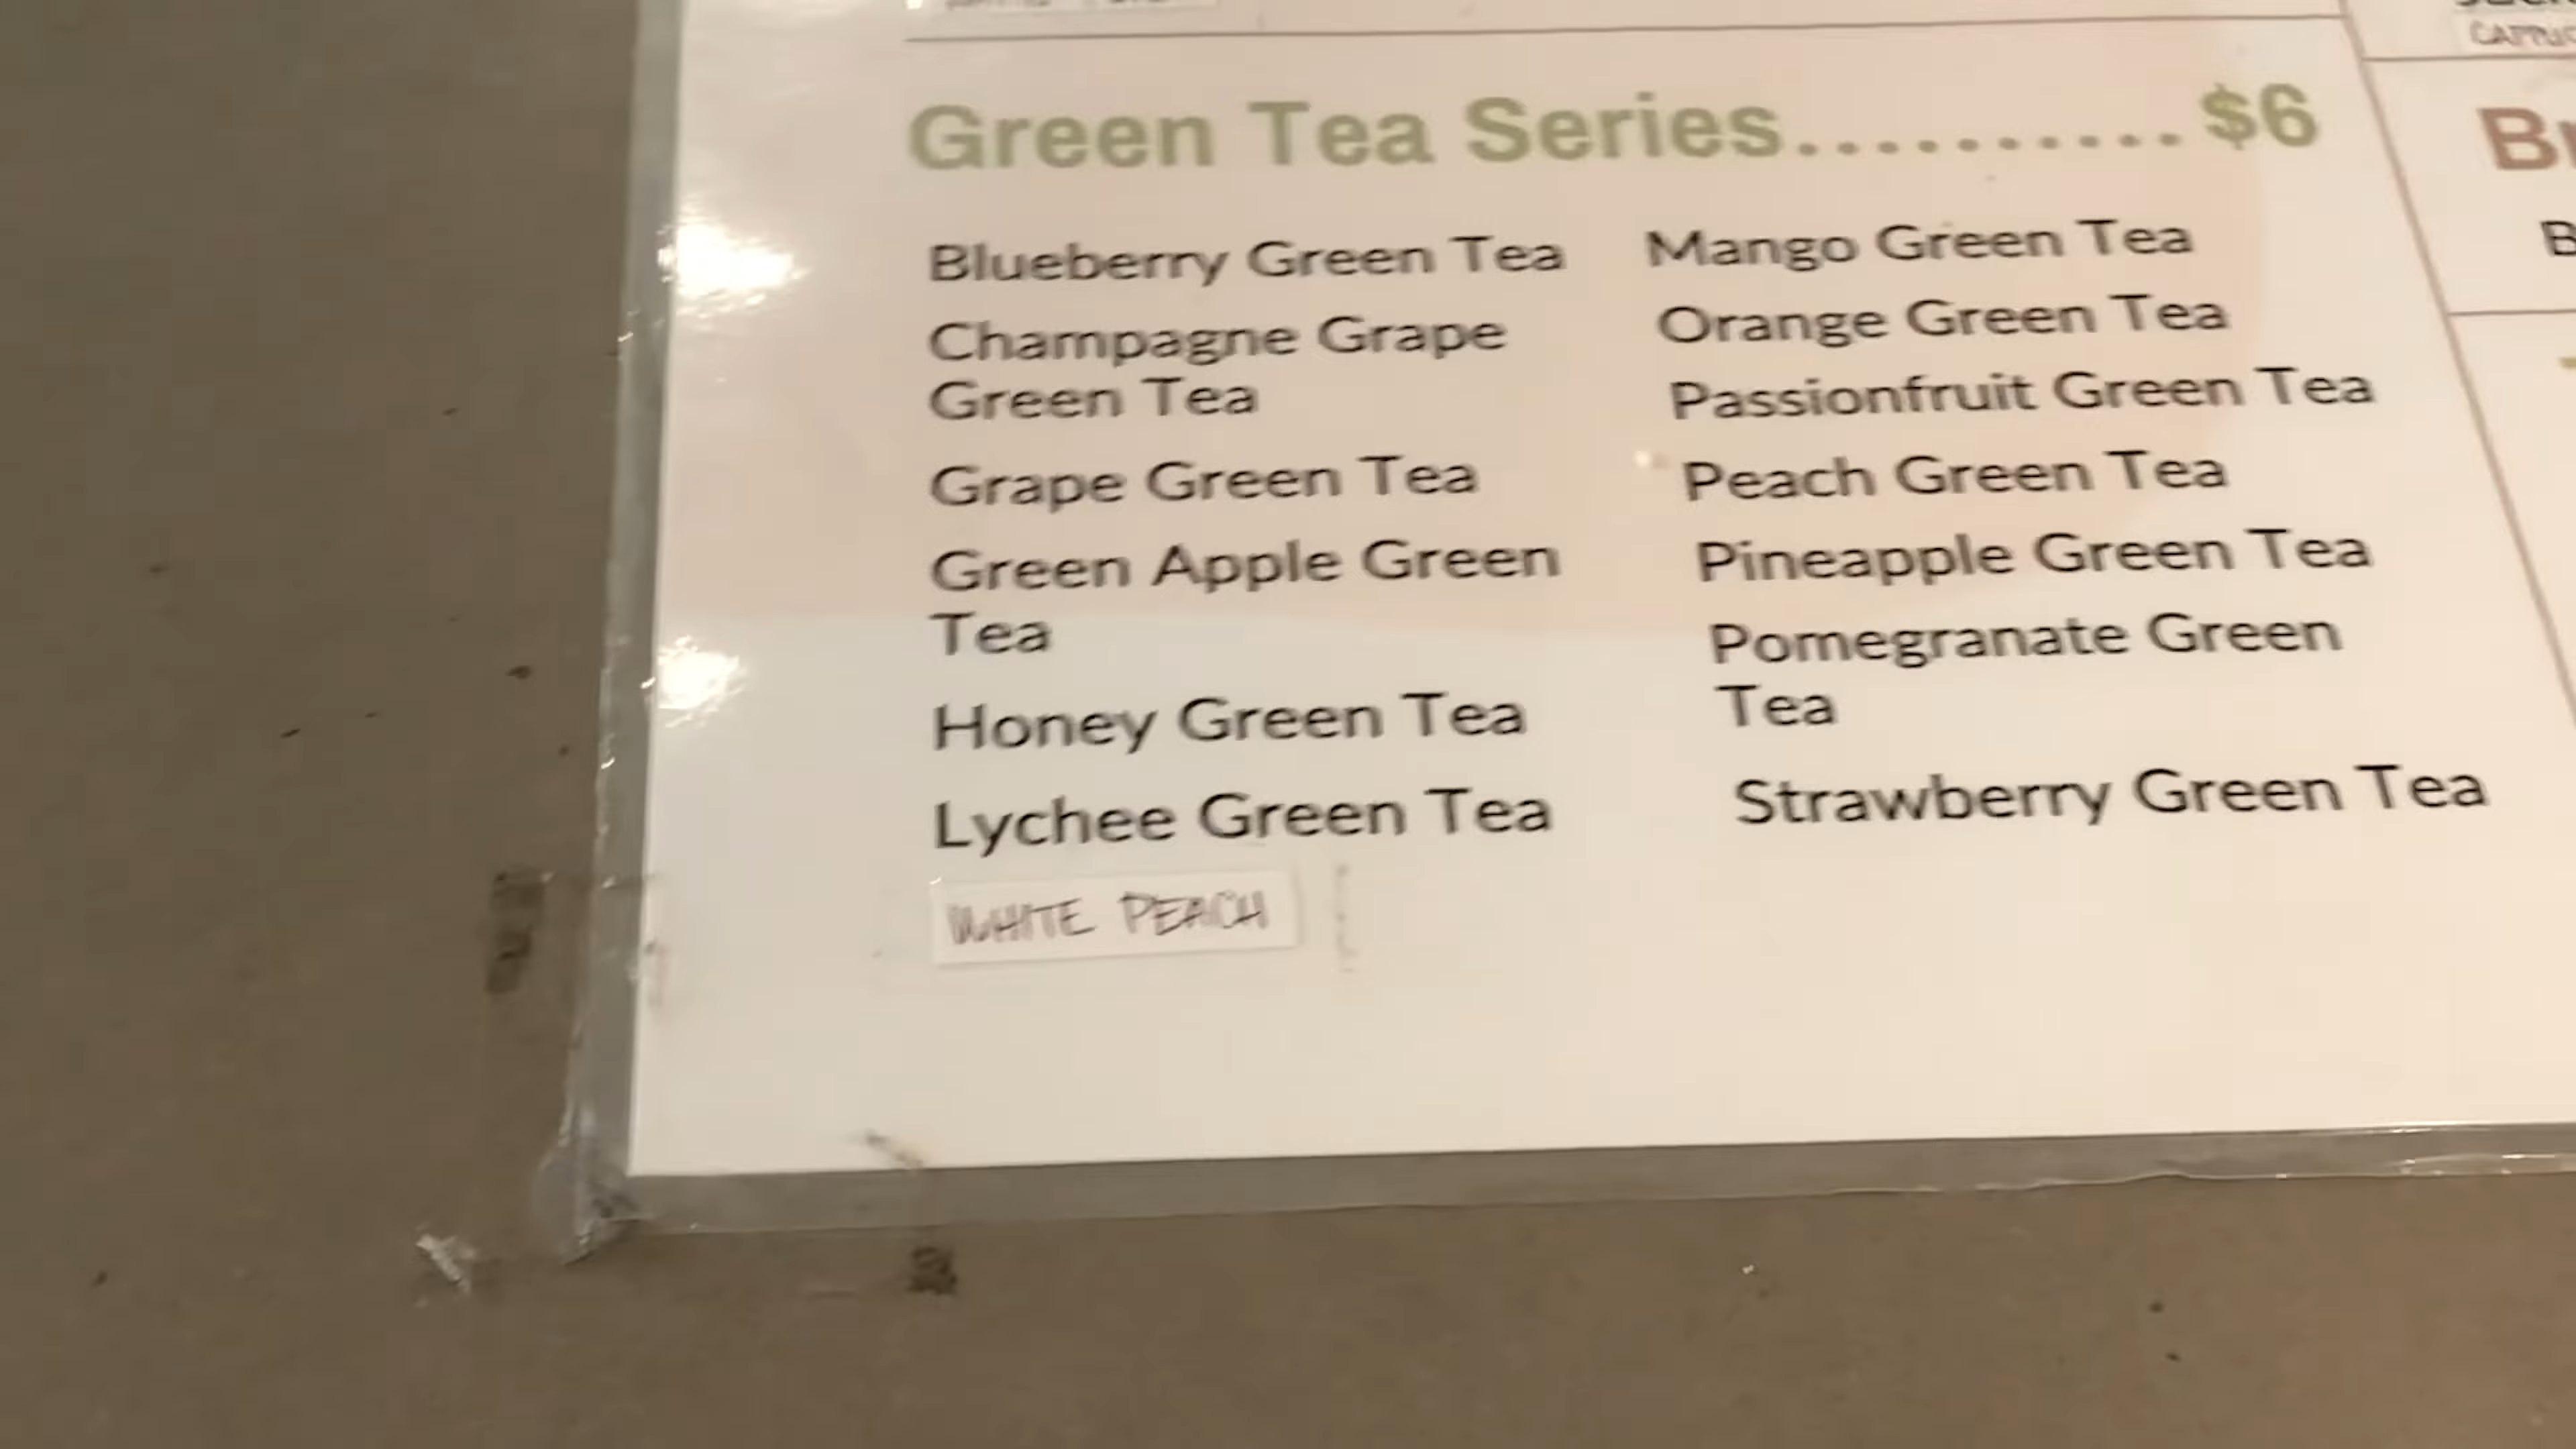 Green Tea Series..........$6
Blueberry Green Tea
Champagne Grape
Green Tea
Grape Green Tea
Green Apple Green
Tea
Honey Green Tea
Lychee Green Tea
WHITE PEACH
Mango Green Tea
Orange Green Tea
Passionfruit Green Tea
Peach Green Tea
Pineapple Green Tea
Pomegranate Green
Tea
Strawberry Green Tea